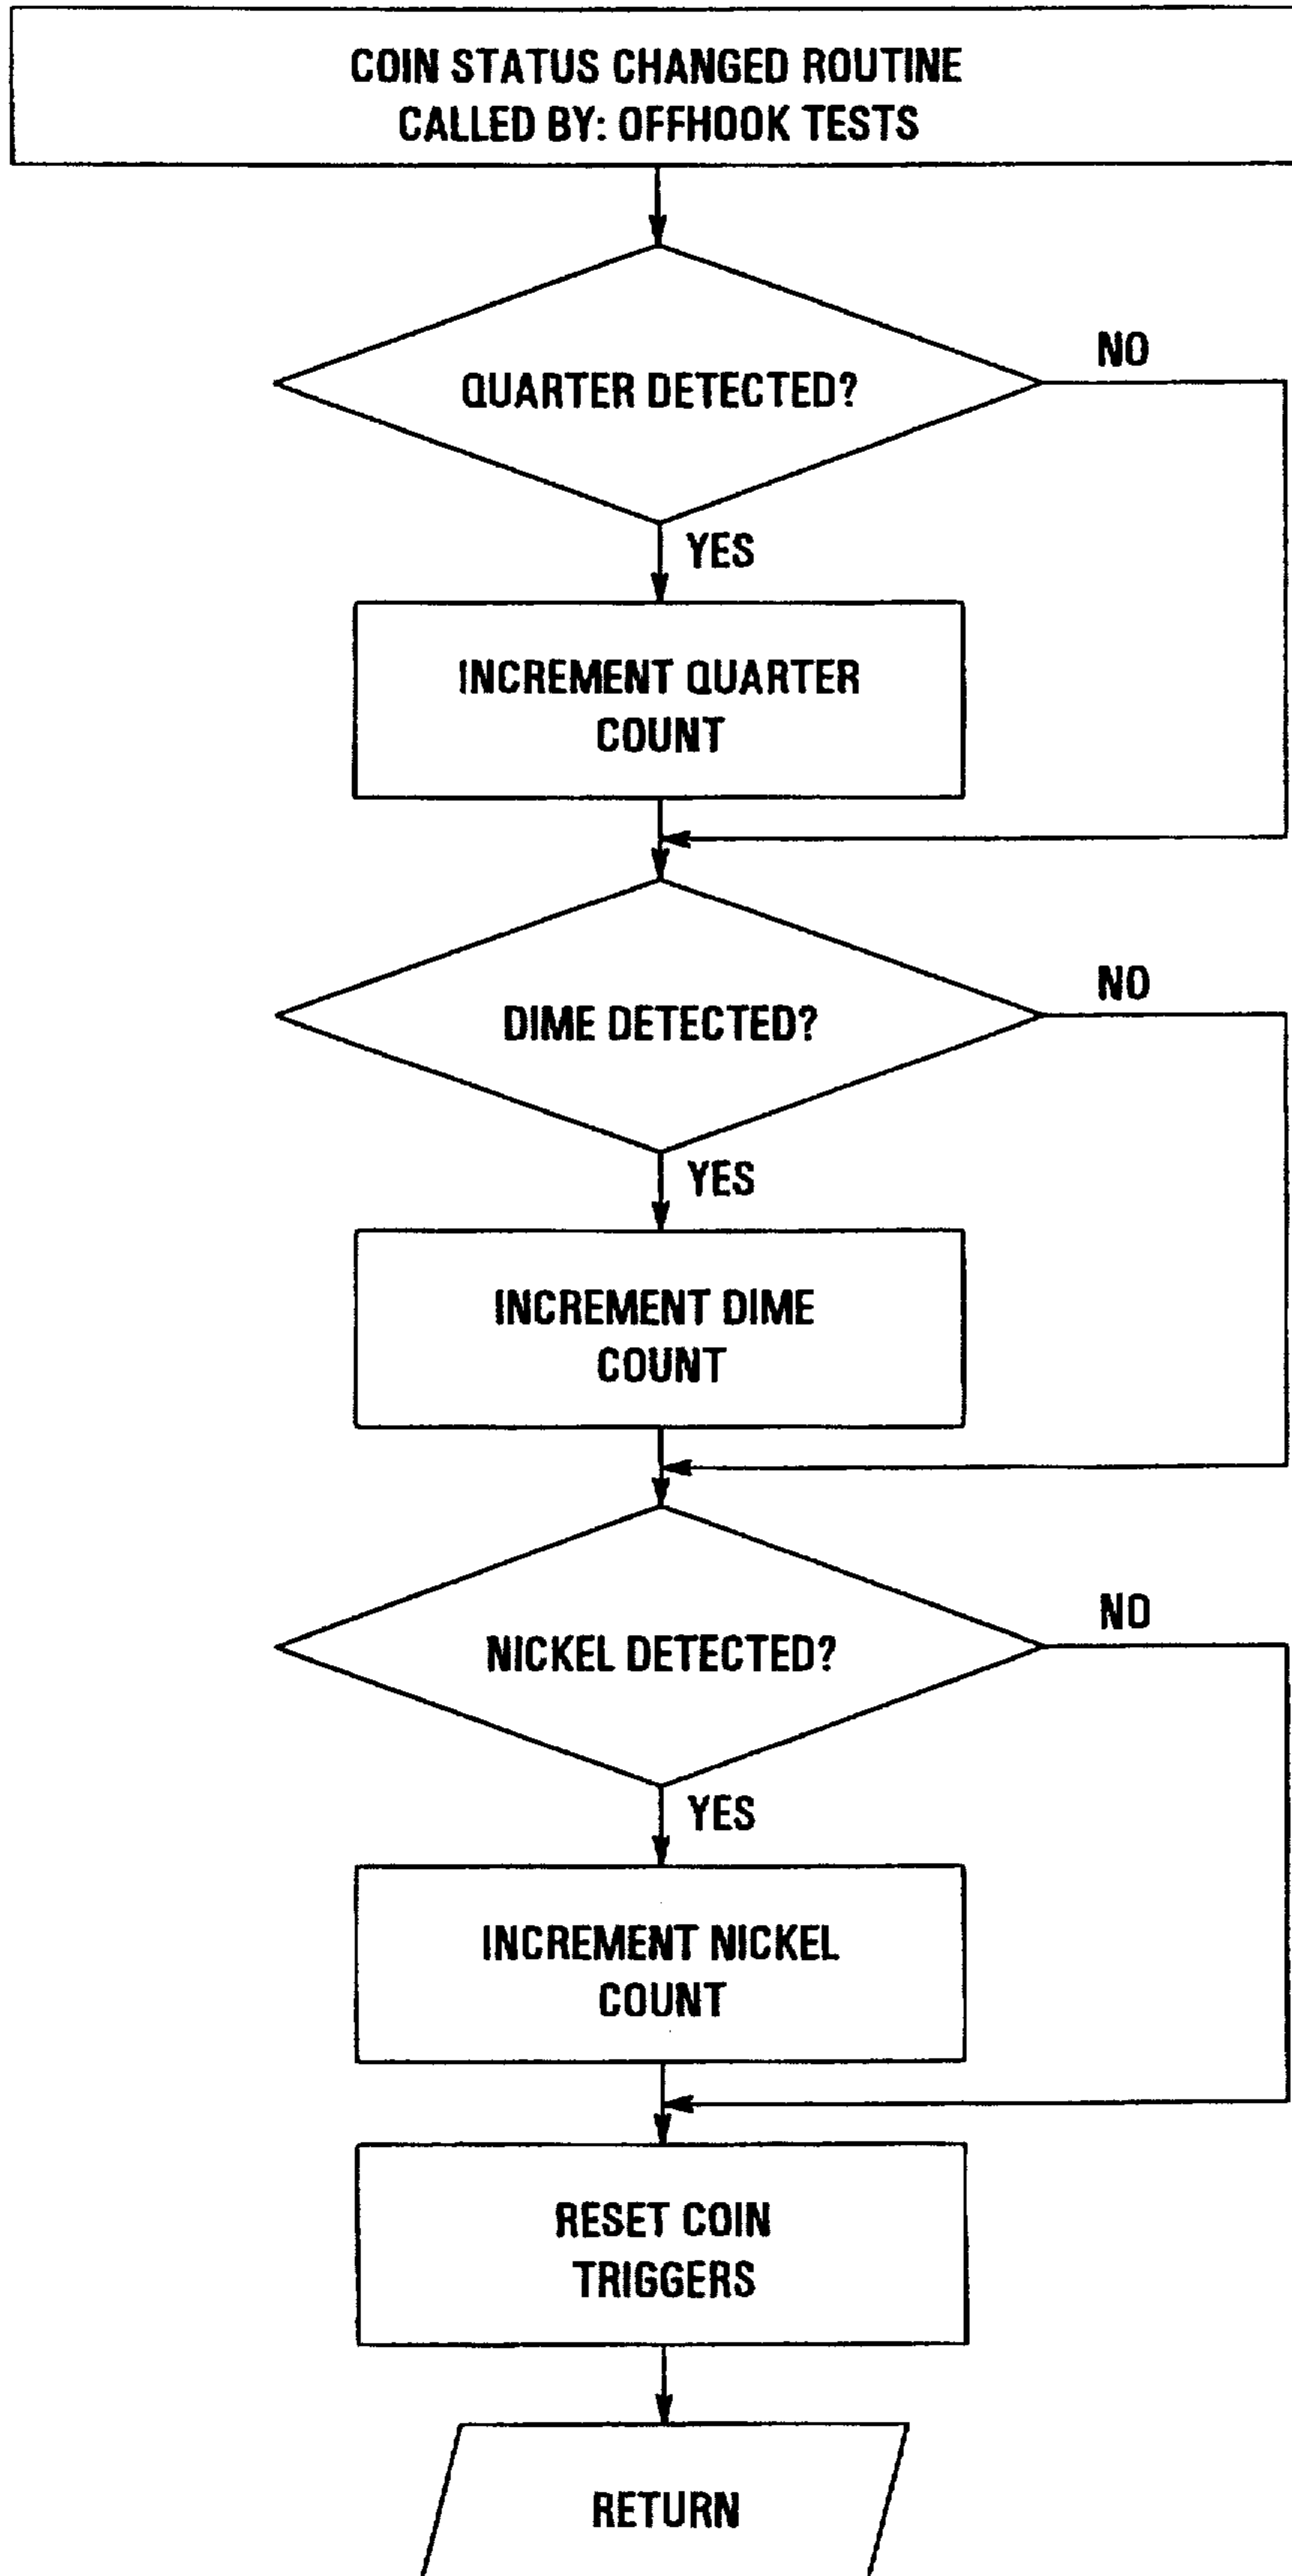 COIN STATUS CHANGED ROUTINE
CALLED BY: OFFHOOK TESTS
QUARTER DETECTED?
NO
YES
INCREMENT QUARTER
COUNT
DIME DETECTED?
NO
YES
INCREMENT DIME
COUNT
NICKEL DETECTED?
NO
YES
INCREMENT NICKEL
COUNT
RESET COIN
TRIGGERS
RETURN